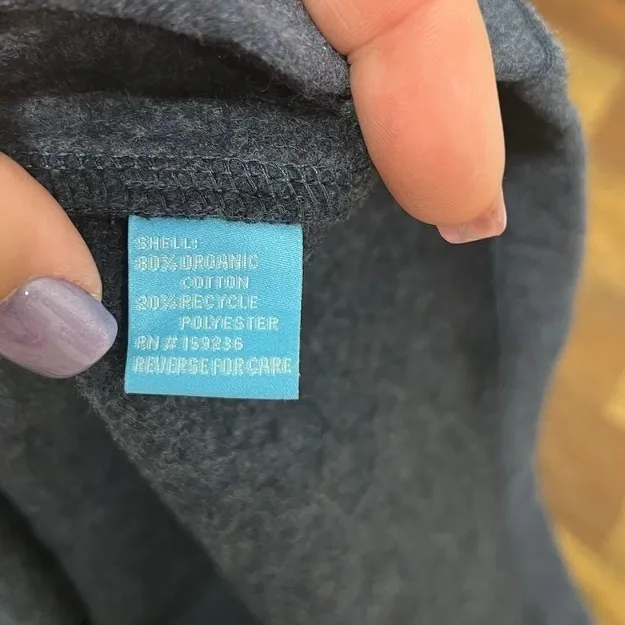 SHELL:
80% ORGANIC
COTTON
20% RECYCLE
POLYESTER
RN # 159236
REVERSE FOR CARE